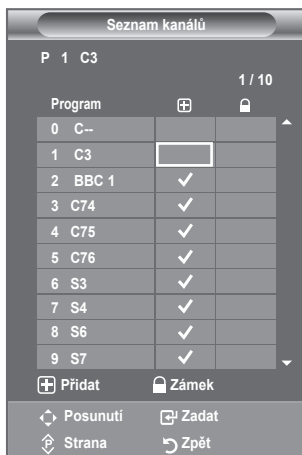 Seznam kanálů
P 1 C3
1 / 10
Program
0 C--
1 C3
2 BBC 1
3 C74
4 C75
5 C76
6 S3
7 S4
8 S6
9 S7
Přidat Zámek
Posunutí Zadat
P Strana Zpět